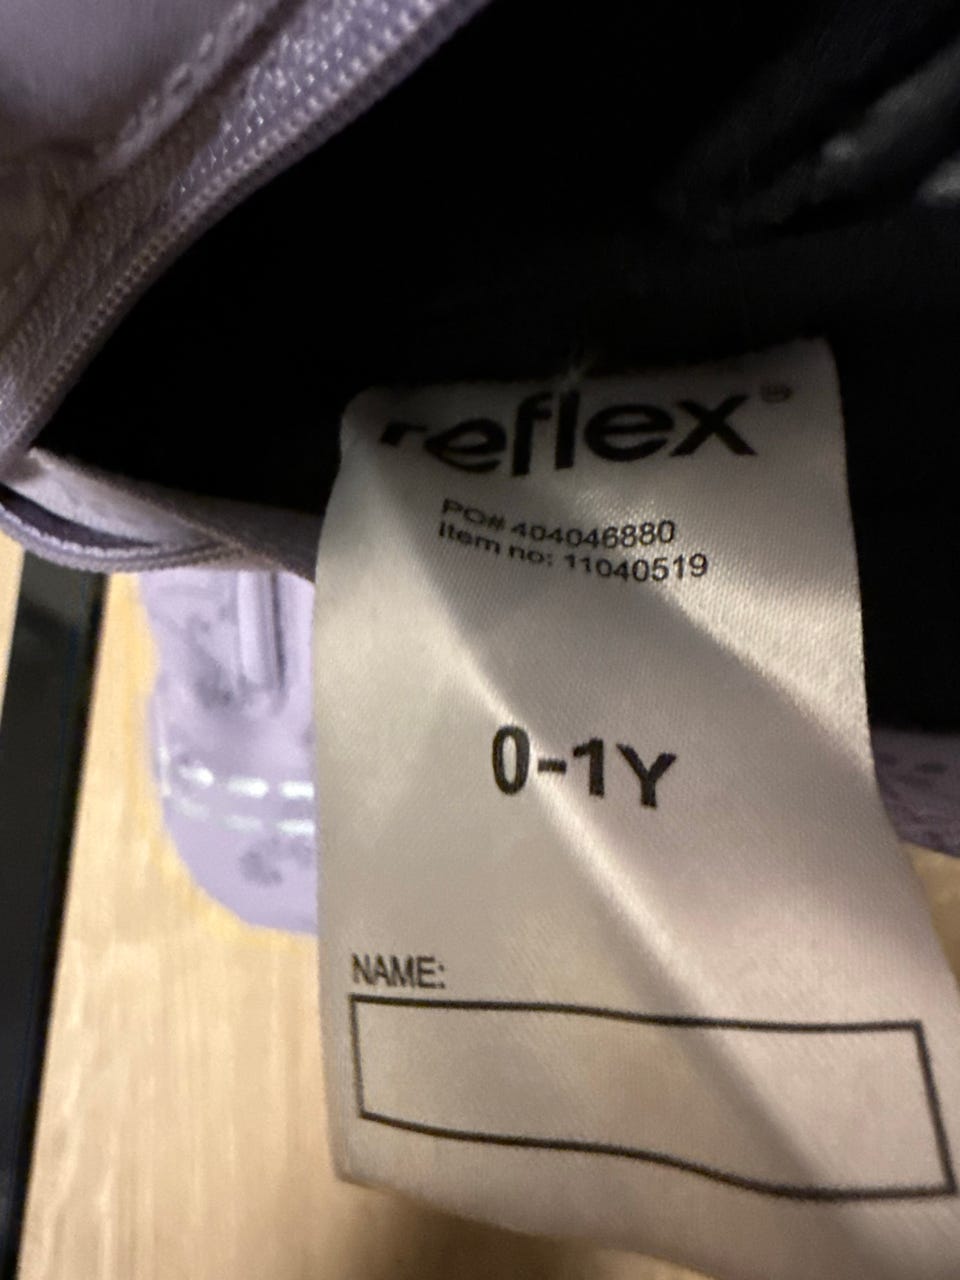 reflex®
PO# 404046880
Item no: 11040519
0-1Y
NAME: